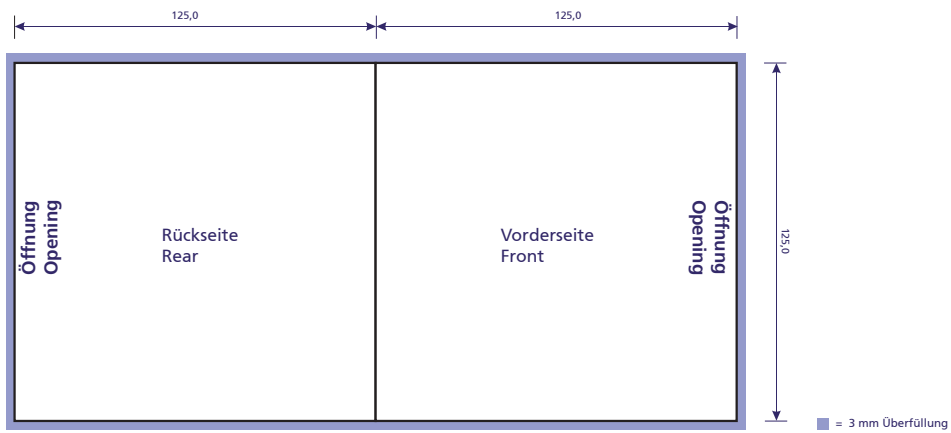 125,0
125,0
Öffnung
Opening
Rückseite
Rear
Vorderseite
Front
Öffnung
Opening
125,0
= 3 mm Überfüllung